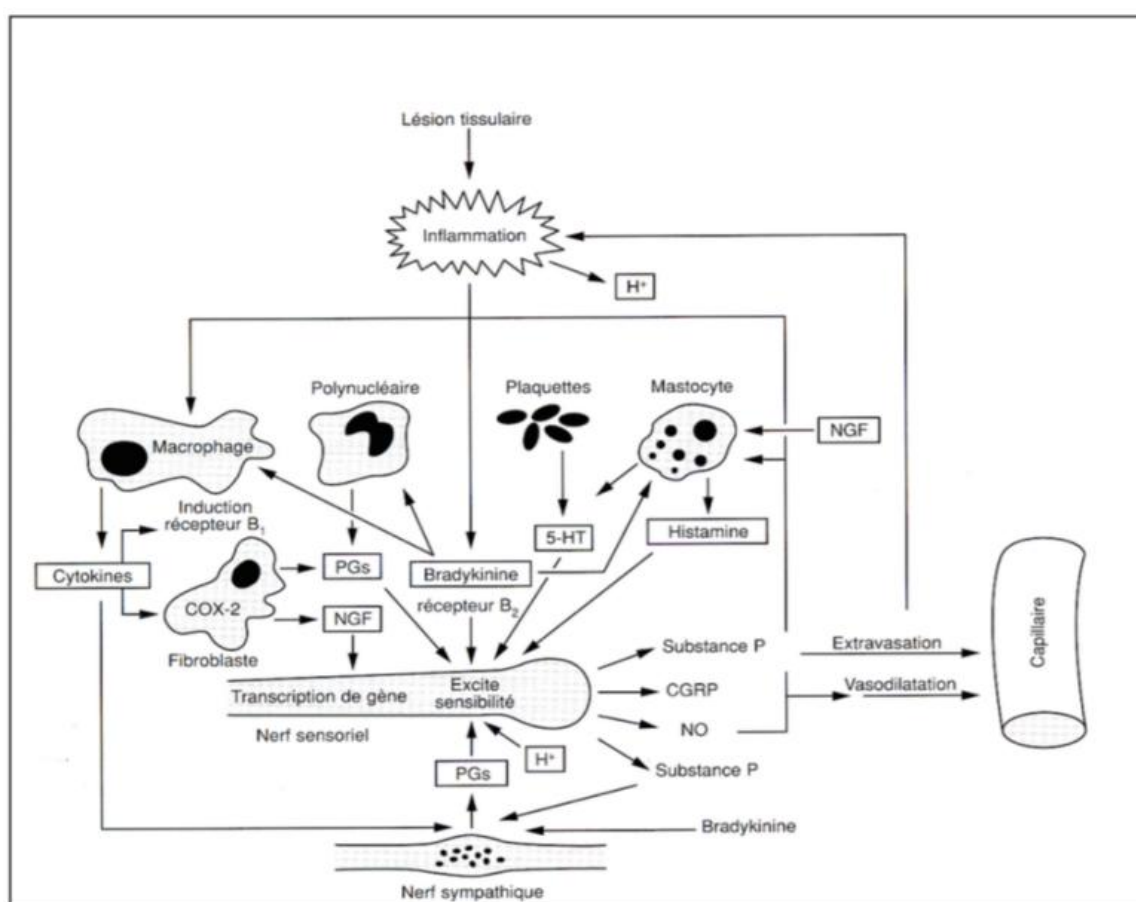 Lésion tissulaire
Inflammation
H⁺
Polynucléaire
Plaquettes
Mastocyte
Macrophage
NGF
Induction
récepteur B₁
5-HT
Histamine
Cytokines
PGs
Bradykinine
COX-2
récepteur B₂
NGF
Fibroblaste
Substance P
Extravasation
Capillaire
Transcription de gène
Excite
sensibilité
CGRP
Vasodilatation
Nerf sensoriel
NO
H⁺
PGs
Substance P
Bradykinine
Nerf sympathique